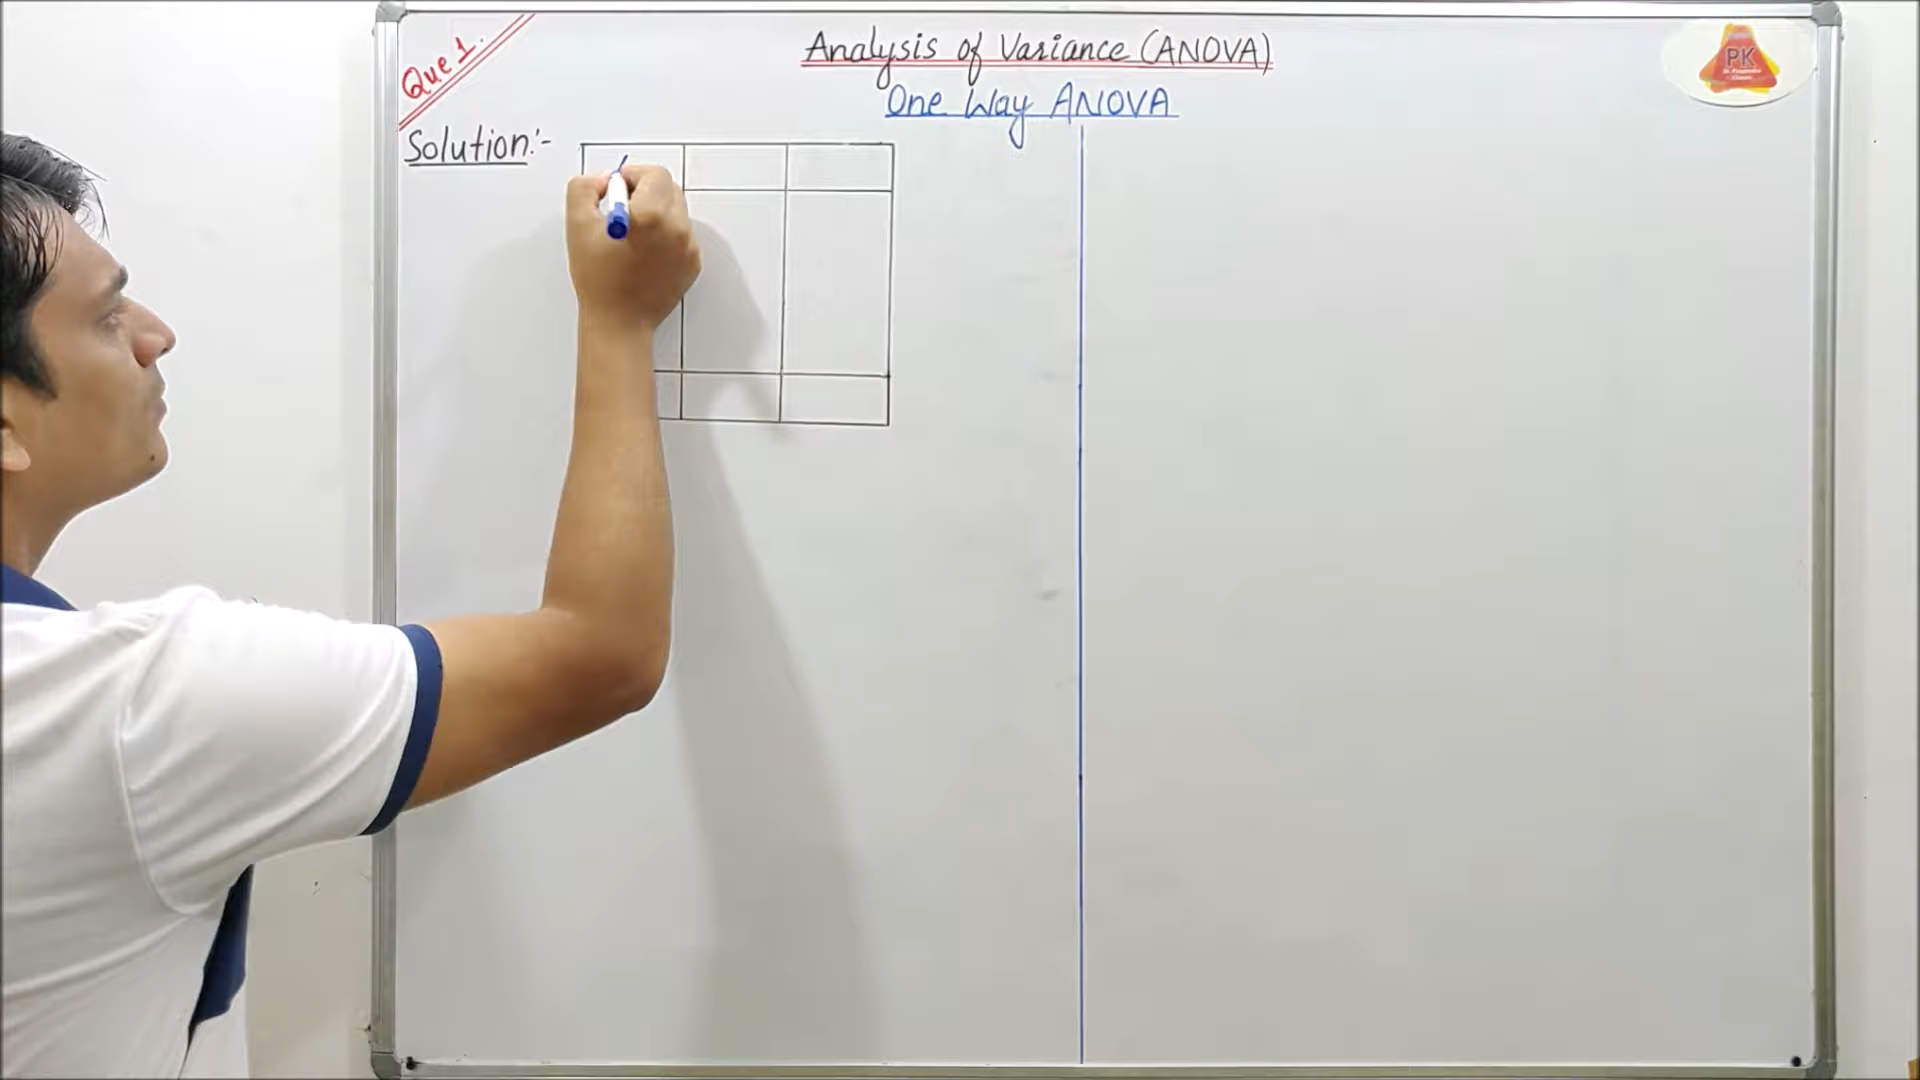 Que 1.
Analysis of Variance (ANOVA)
One Way ANOVA
Solution:-
PK